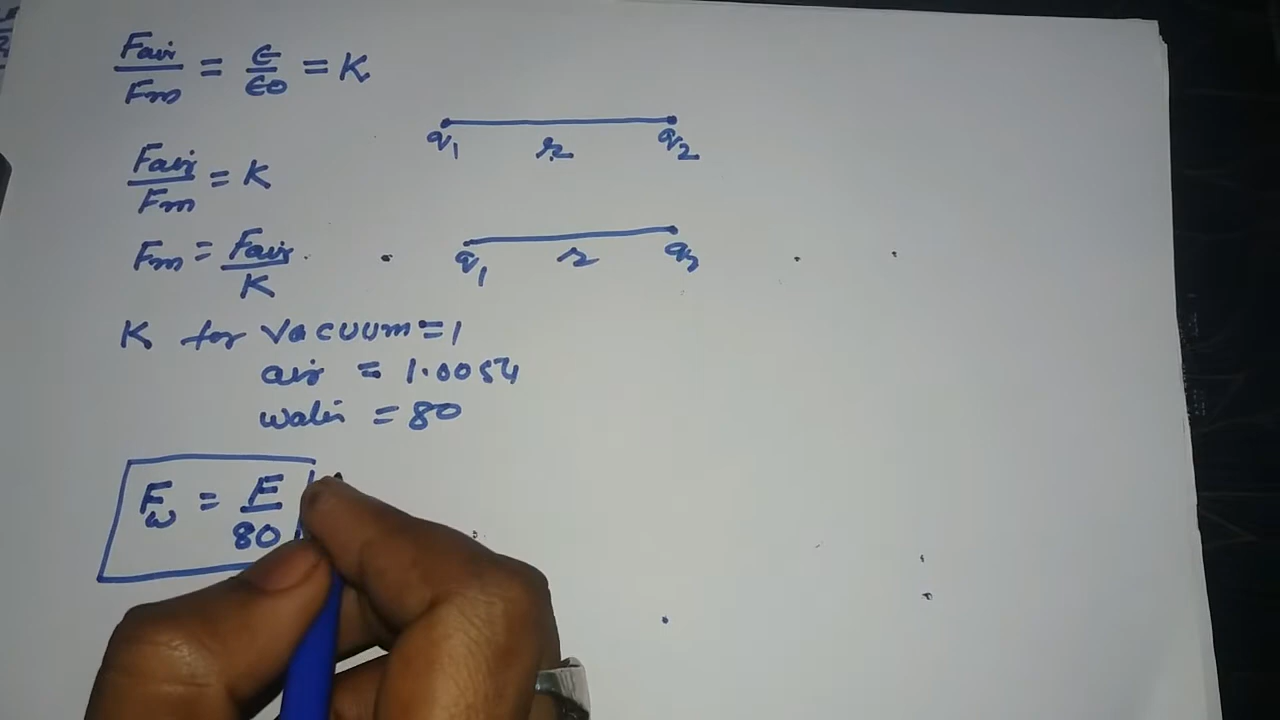 Fair/Fm = ε/ε0 = K
q1 r q2
Fair/Fm = K
Fm = Fair/K
q1 r q2
K for Vacuum = 1
air = 1.0054
water = 80
Fw = F/80